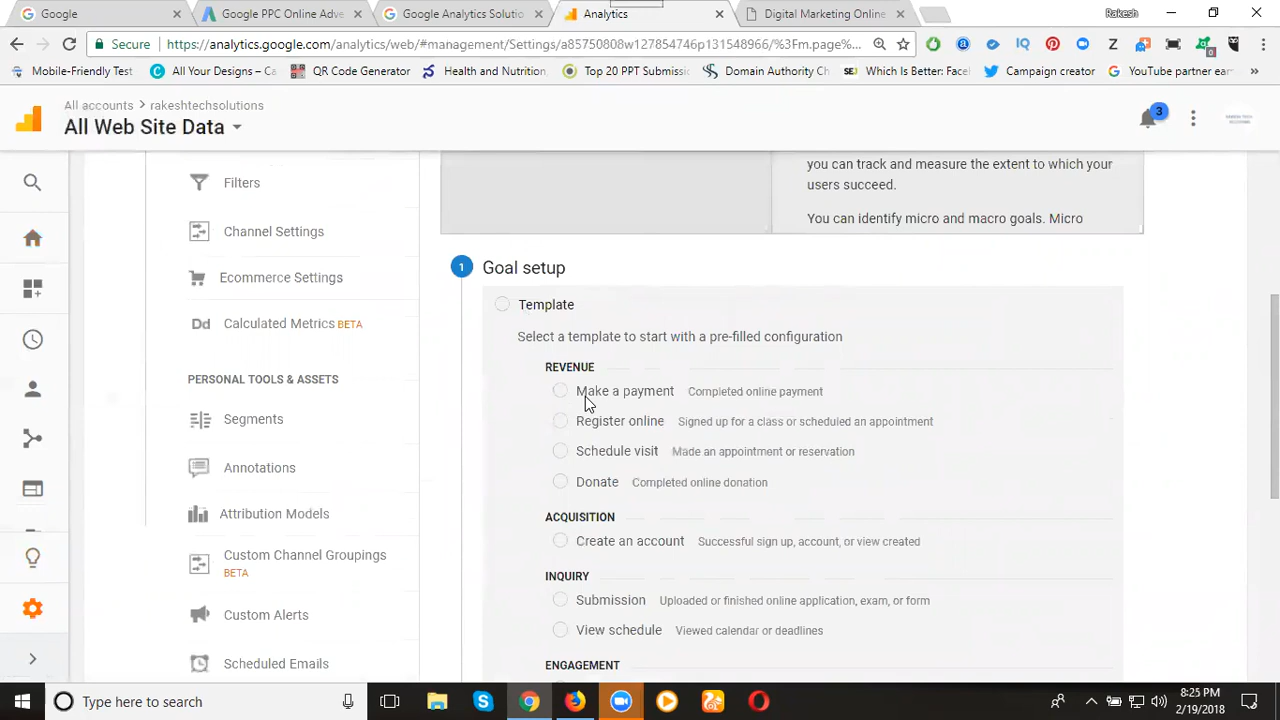 Google
Google PPC Online Adve
Google Analytics Solutio
Analytics
Digital Marketing Online
Rakesh
Secure
https://analytics.google.com/analytics/web/#management/Settings/a85750808w127854746p131548966/%3Fm.page%...
Mobile-Friendly Test
All Your Designs – Ca
QR Code Generator
Health and Nutrition
Top 20 PPT Submissi
Domain Authority Ch
SEJ
Which Is Better: Face
Campaign creator
YouTube partner earn
All accounts > rakeshtechsolutions
All Web Site Data
3
Filters
Channel Settings
Ecommerce Settings
Dd Calculated Metrics BETA
PERSONAL TOOLS & ASSETS
Segments
Annotations
Attribution Models
Custom Channel Groupings
BETA
Custom Alerts
Scheduled Emails
you can track and measure the extent to which your
users succeed.
You can identify micro and macro goals. Micro
1 Goal setup
Template
Select a template to start with a pre-filled configuration
REVENUE
Make a payment Completed online payment
Register online Signed up for a class or scheduled an appointment
Schedule visit Made an appointment or reservation
Donate Completed online donation
ACQUISITION
Create an account Successful sign up, account, or view created
INQUIRY
Submission Uploaded or finished online application, exam, or form
View schedule Viewed calendar or deadlines
ENGAGEMENT
Type here to search
8:25 PM
2/19/2018